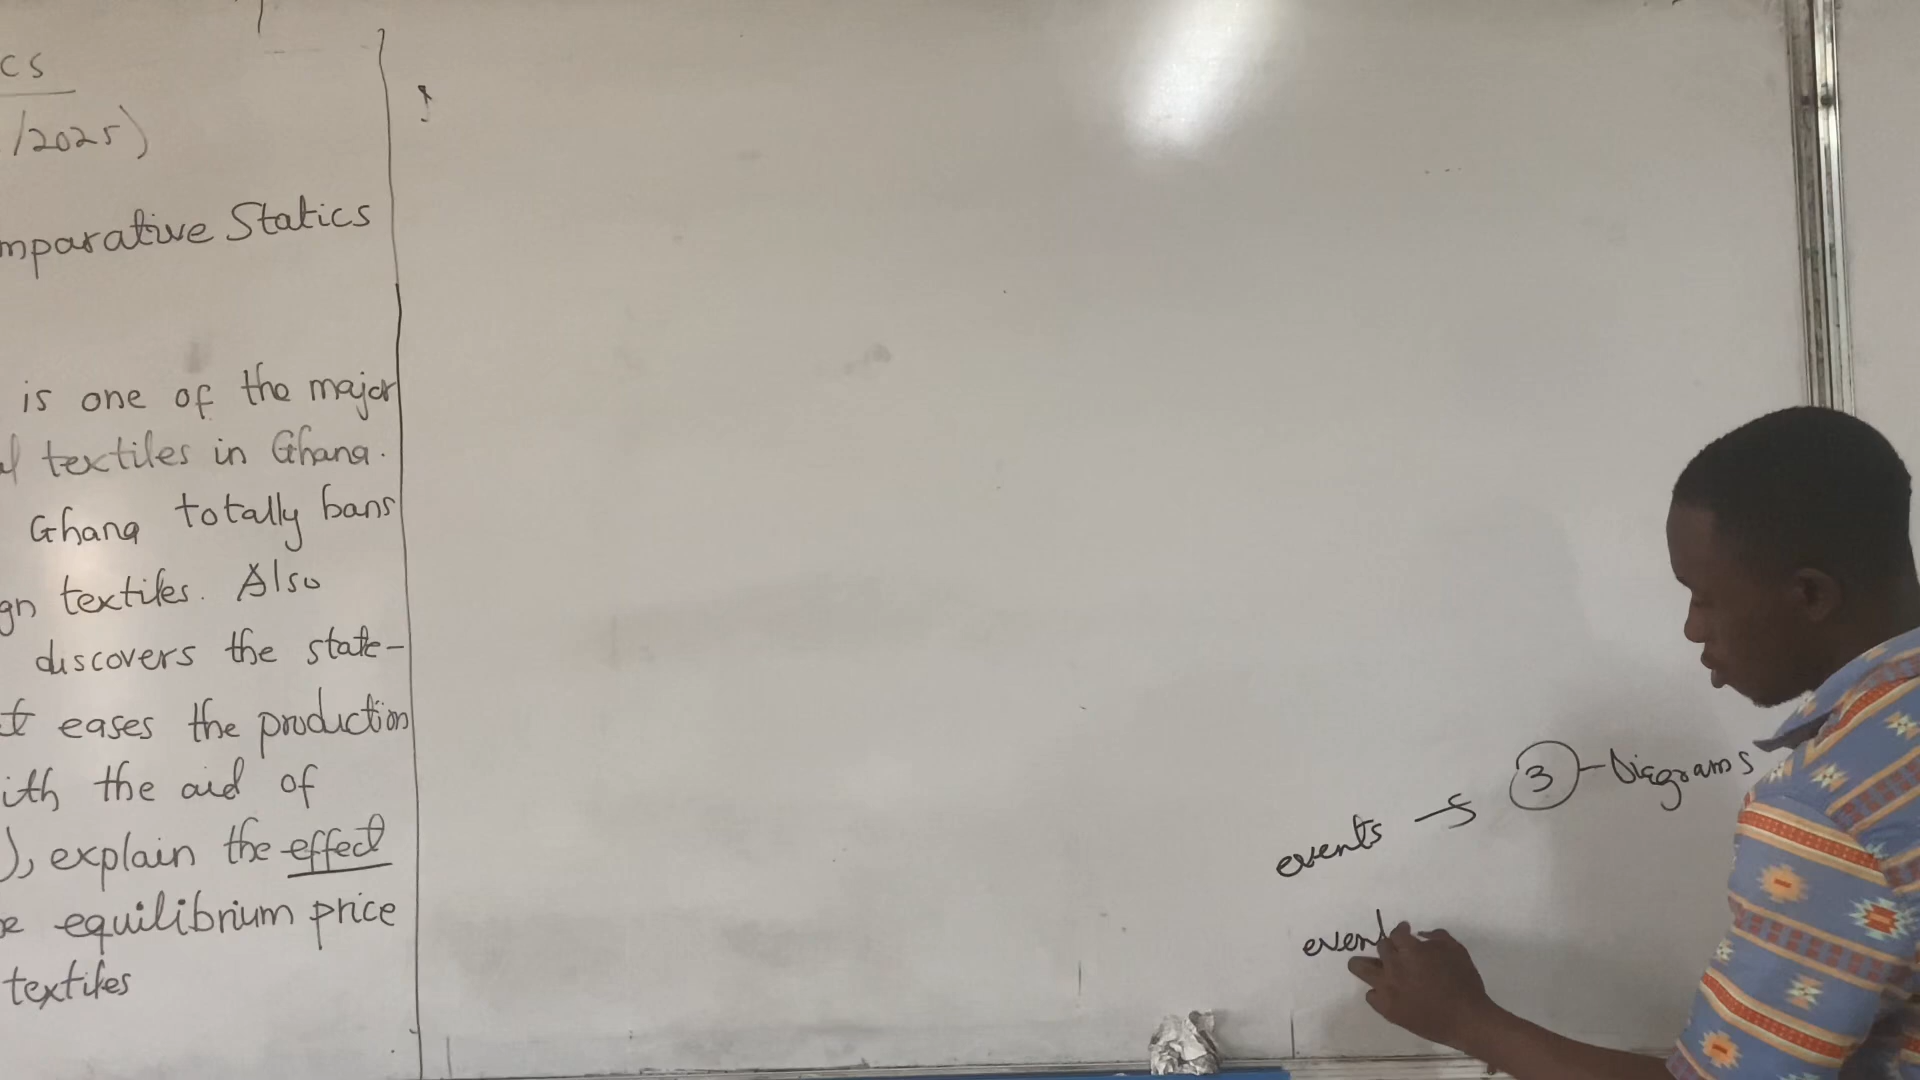 cs
/2025)
mparative Statics
is one of the major
textiles in Ghana.
Ghana totally bans
gn textiles. Also
discovers the state-
t eases the production
ith the aid of
), explain the effect
e equilibrium price
textiles
events → 3 - Diagrams
event